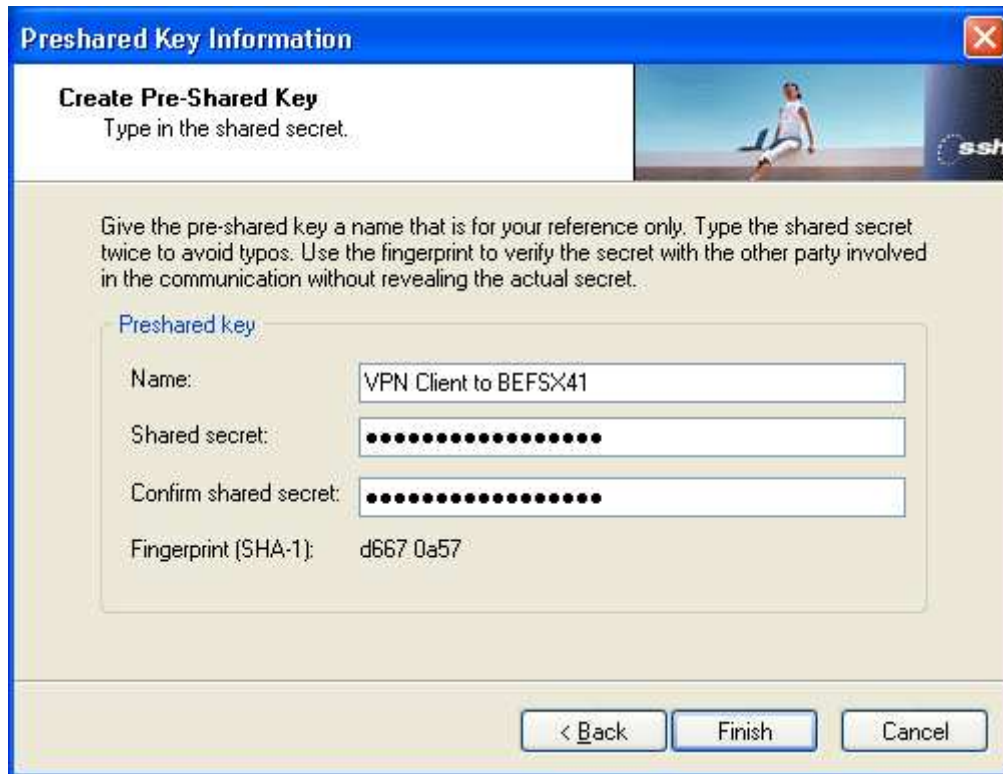 Preshared Key Information
Create Pre-Shared Key
Type in the shared secret.
ssh
Give the pre-shared key a name that is for your reference only. Type the shared secret
twice to avoid typos. Use the fingerprint to verify the secret with the other party involved
in the communication without revealing the actual secret.
Preshared key
Name: VPN Client to BEFSX41
Shared secret: •••••••••••••••••
Confirm shared secret: •••••••••••••••••
Fingerprint (SHA-1): d667 0a57
< Back Finish Cancel